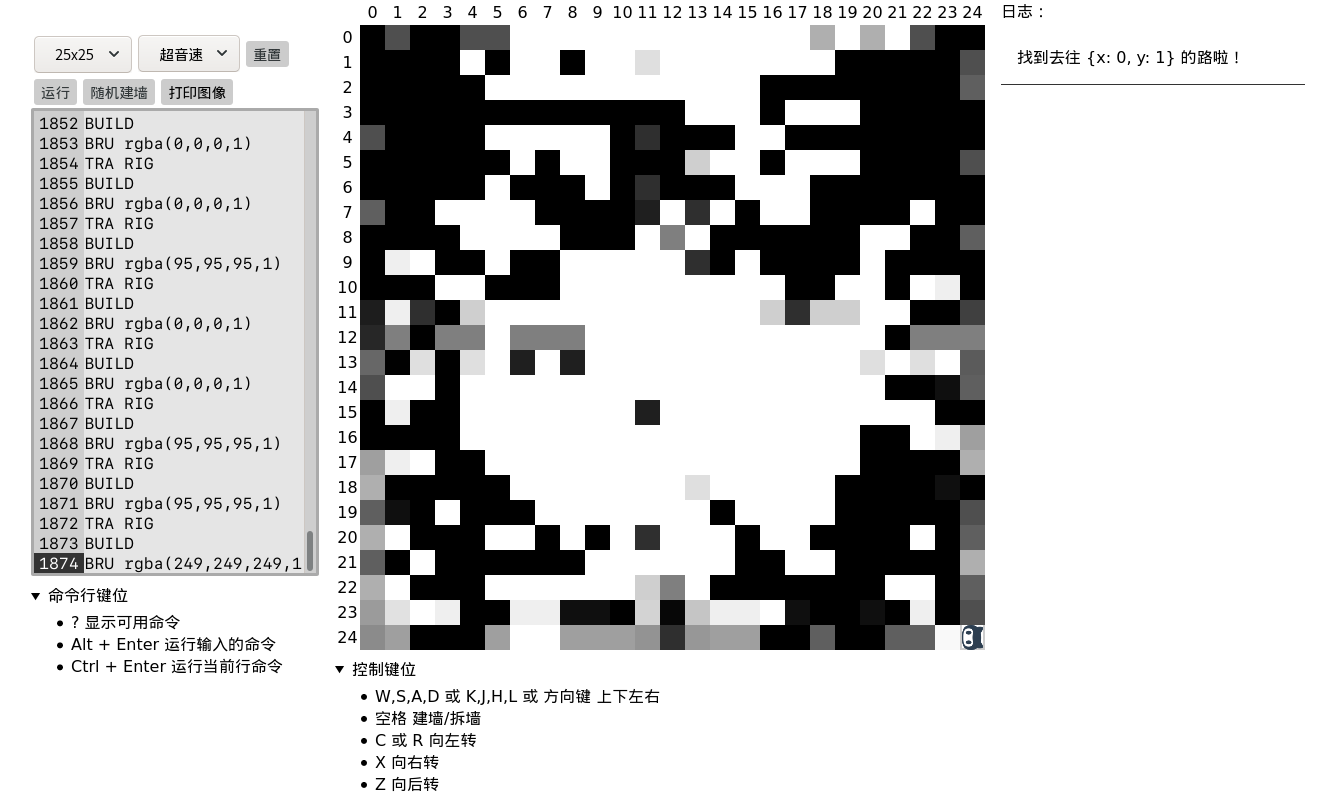 0 1 2 3 4 5 6 7 8 9 10 11 12 13 14 15 16 17 18 19 20 21 22 23 24
日志：
25x25
超音速
重置
找到去往 {x: 0, y: 1} 的路啦！
运行
随机建墙
打印图像
1852 BUILD
1853 BRU rgba(0,0,0,1)
1854 TRA RIG
1855 BUILD
1856 BRU rgba(0,0,0,1)
1857 TRA RIG
1858 BUILD
1859 BRU rgba(95,95,95,1)
1860 TRA RIG
1861 BUILD
1862 BRU rgba(0,0,0,1)
1863 TRA RIG
1864 BUILD
1865 BRU rgba(0,0,0,1)
1866 TRA RIG
1867 BUILD
1868 BRU rgba(95,95,95,1)
1869 TRA RIG
1870 BUILD
1871 BRU rgba(95,95,95,1)
1872 TRA RIG
1873 BUILD
1874 BRU rgba(249,249,249,1
0
1
2
3
4
5
6
7
8
9
10
11
12
13
14
15
16
17
18
19
20
21
22
23
24
命令行键位
? 显示可用命令
Alt + Enter 运行输入的命令
Ctrl + Enter 运行当前行命令
控制键位
W,S,A,D 或 K,J,H,L 或 方向键 上下左右
空格 建墙/拆墙
C 或 R 向左转
X 向右转
Z 向后转